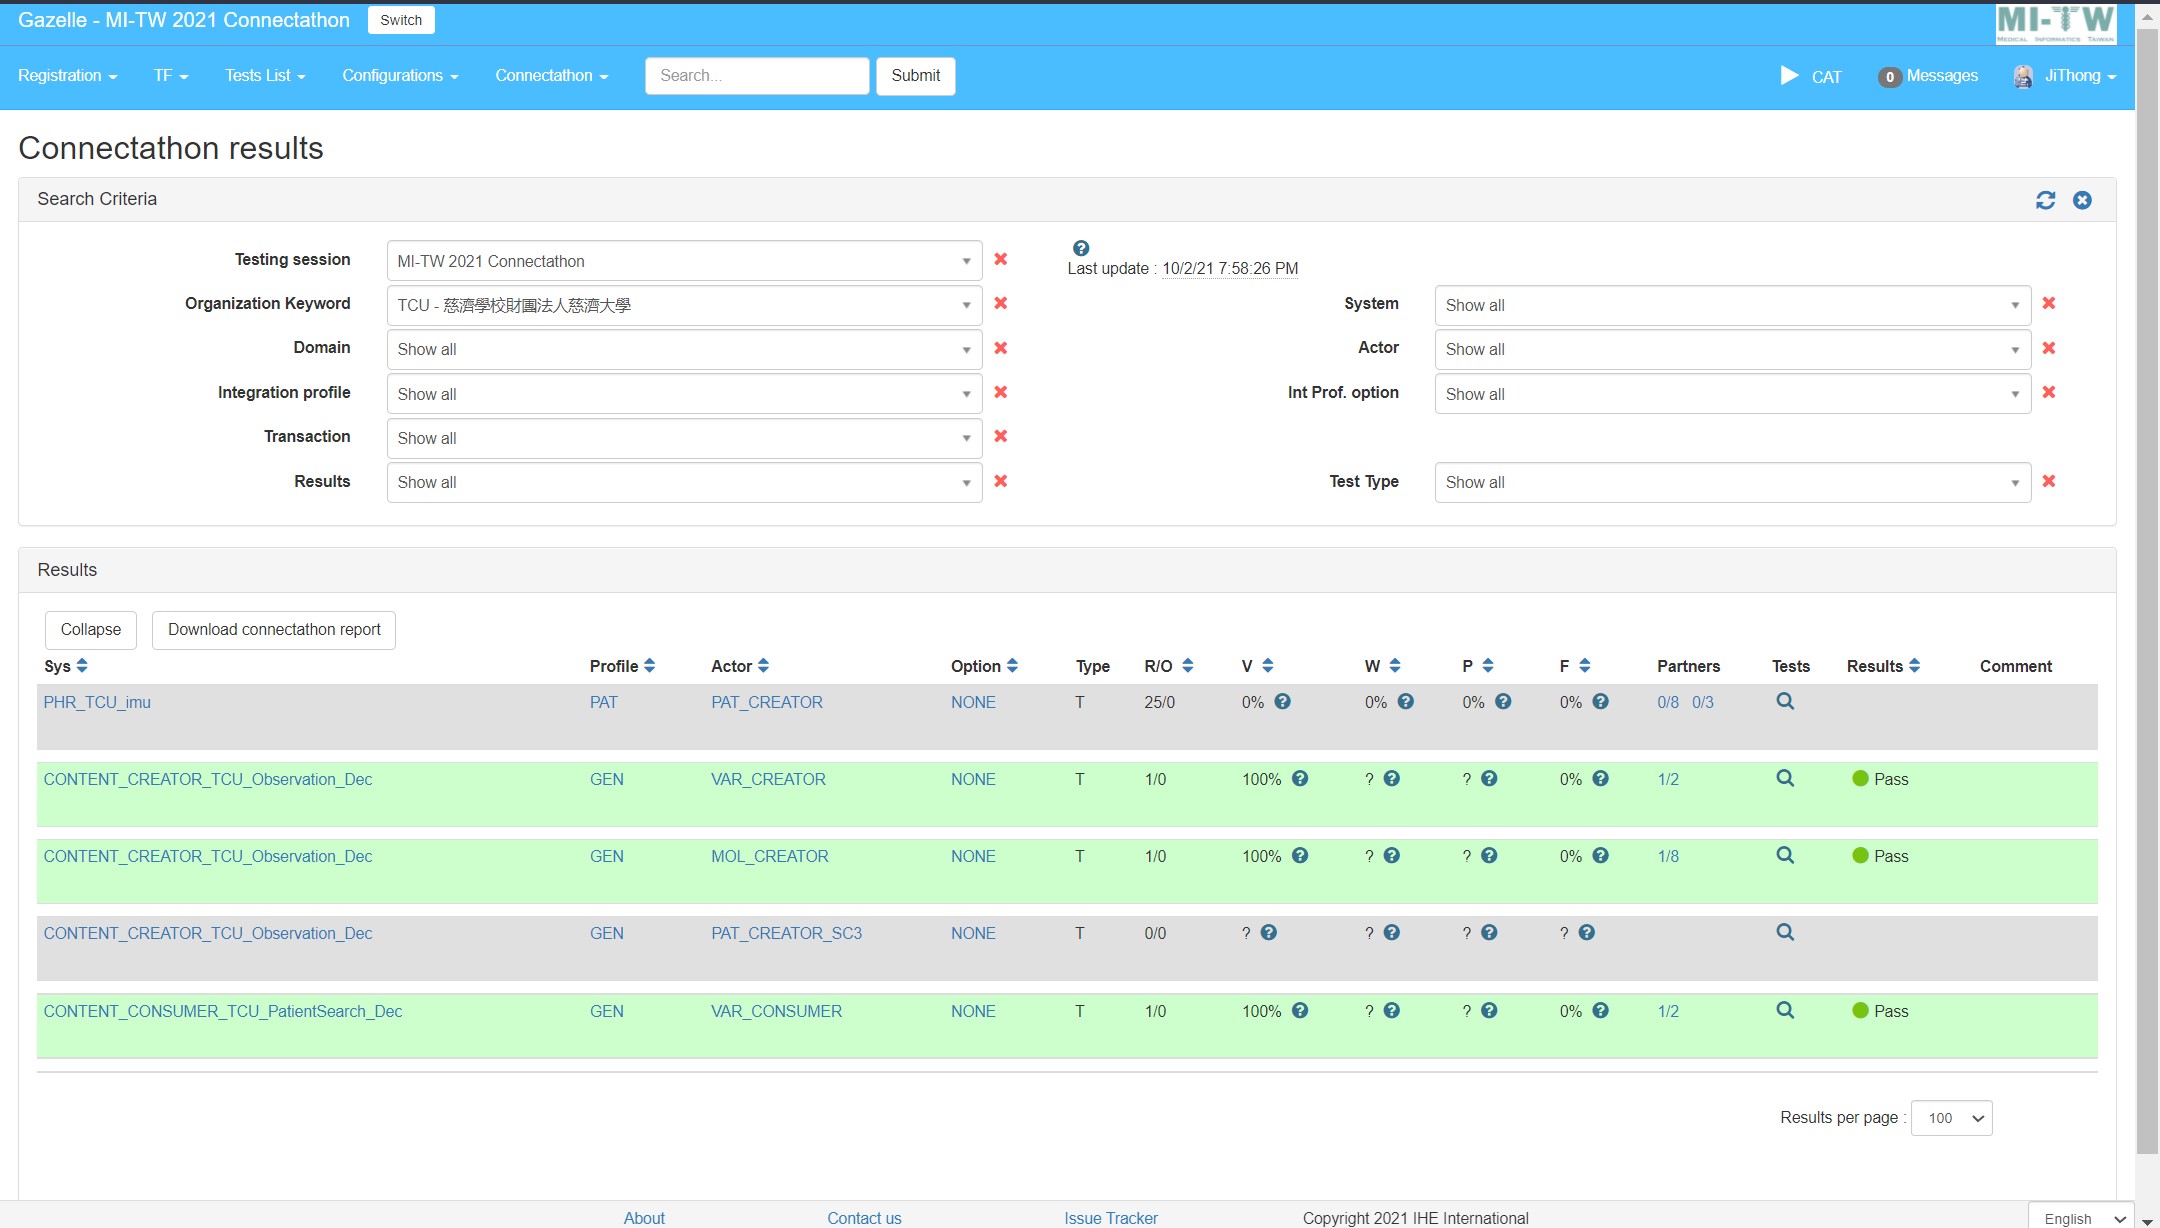 Gazelle - MI-TW 2021 Connectathon Switch
MI-TW
MEDICAL INFORMATICS TAIWAN
Registration TF Tests List Configurations Connectathon Search... Submit CAT 0 Messages JiThong
Connectathon results
Search Criteria
Testing session MI-TW 2021 Connectathon
Last update : 10/2/21 7:58:26 PM
Organization Keyword TCU - 慈濟學校財團法人慈濟大學 System Show all
Domain Show all Actor Show all
Integration profile Show all Int Prof. option Show all
Transaction Show all
Results Show all Test Type Show all
Results
Collapse Download connectathon report
Sys Profile Actor Option Type R/O V W P F Partners Tests Results Comment
PHR_TCU_imu PAT PAT_CREATOR NONE T 25/0 0% ? 0% ? 0% ? 0% ? 0/8 0/3
CONTENT_CREATOR_TCU_Observation_Dec GEN VAR_CREATOR NONE T 1/0 100% ? ? ? ? ? 0% ? 1/2 Pass
CONTENT_CREATOR_TCU_Observation_Dec GEN MOL_CREATOR NONE T 1/0 100% ? ? ? ? ? 0% ? 1/8 Pass
CONTENT_CREATOR_TCU_Observation_Dec GEN PAT_CREATOR_SC3 NONE T 0/0 ? ? ? ? ? ? ? ?
CONTENT_CONSUMER_TCU_PatientSearch_Dec GEN VAR_CONSUMER NONE T 1/0 100% ? ? ? ? ? 0% ? 1/2 Pass
Results per page : 100
About Contact us Issue Tracker Copyright 2021 IHE International English